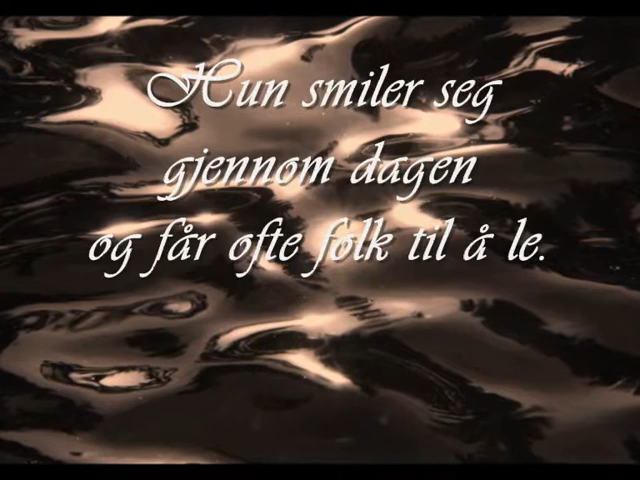 Hun smiler seg
gjennom dagen
og får ofte folk til å le.